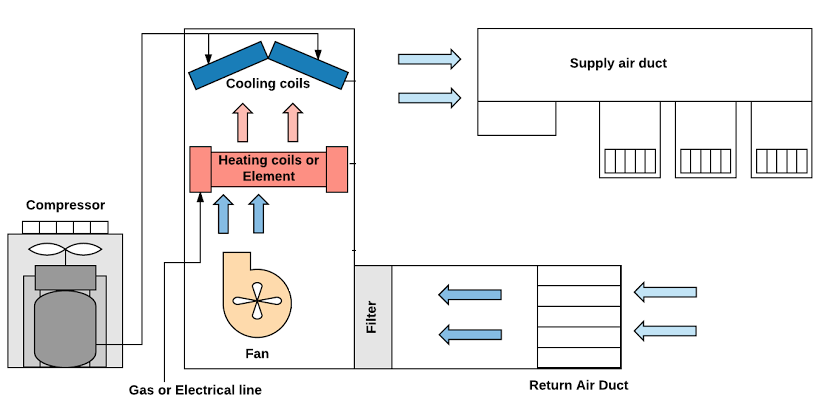 Supply air duct
Cooling coils
Heating coils or
Element
Compressor
Filter
Fan
Return Air Duct
Gas or Electrical line